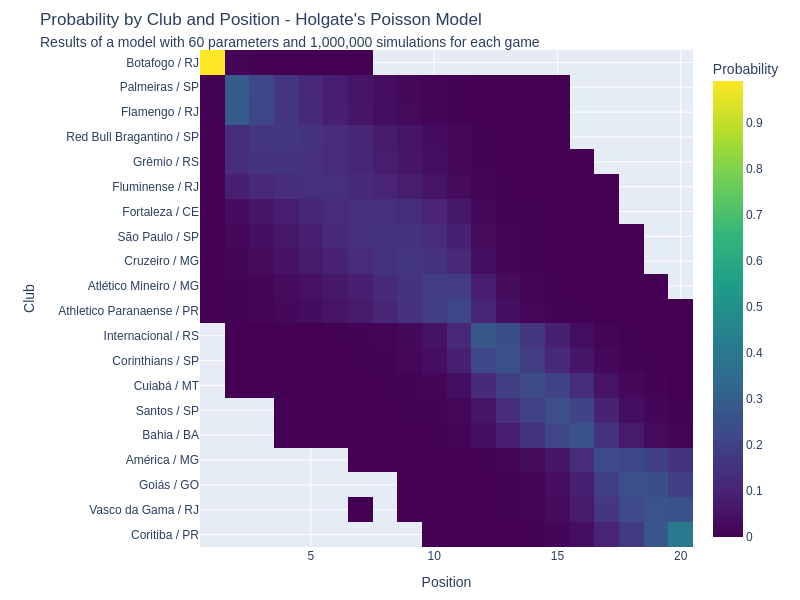 Probability by Club and Position - Holgate's Poisson Model
Results of a model with 60 parameters and 1,000,000 simulations for each game
Probability
Club
Botafogo / RJ
Palmeiras / SP
Flamengo / RJ
Red Bull Bragantino / SP
Grêmio / RS
Fluminense / RJ
Fortaleza / CE
São Paulo / SP
Cruzeiro / MG
Atlético Mineiro / MG
Athletico Paranaense / PR
Internacional / RS
Corinthians / SP
Cuiabá / MT
Santos / SP
Bahia / BA
América / MG
Goiás / GO
Vasco da Gama / RJ
Coritiba / PR
0.9
0.8
0.7
0.6
0.5
0.4
0.3
0.2
0.1
0
5 10 15 20
Position